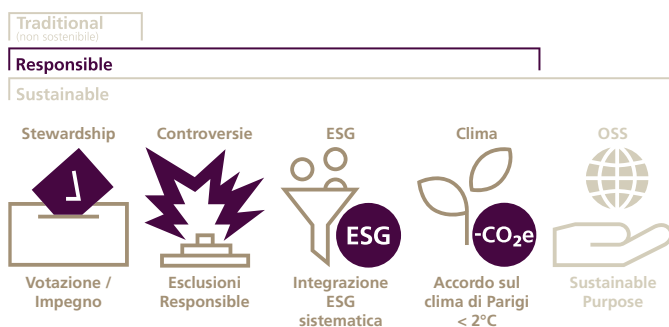 Traditional
(non sostenibile)
Responsible
Sustainable
Stewardship
Controversie
ESG
Clima
OSS
ESG
-CO₂e
Votazione /
Impegno
Esclusioni
Responsible
Integrazione
ESG
sistematica
Accordo sul
clima di Parigi
< 2°C
Sustainable
Purpose